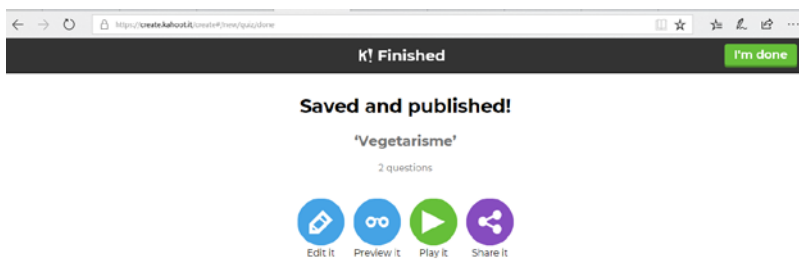 https://create.kahoot.it/create#/new/quiz/done
K! Finished
I'm done
Saved and published!
‘Vegetarisme’
2 questions
Edit it Preview it Play it Share it